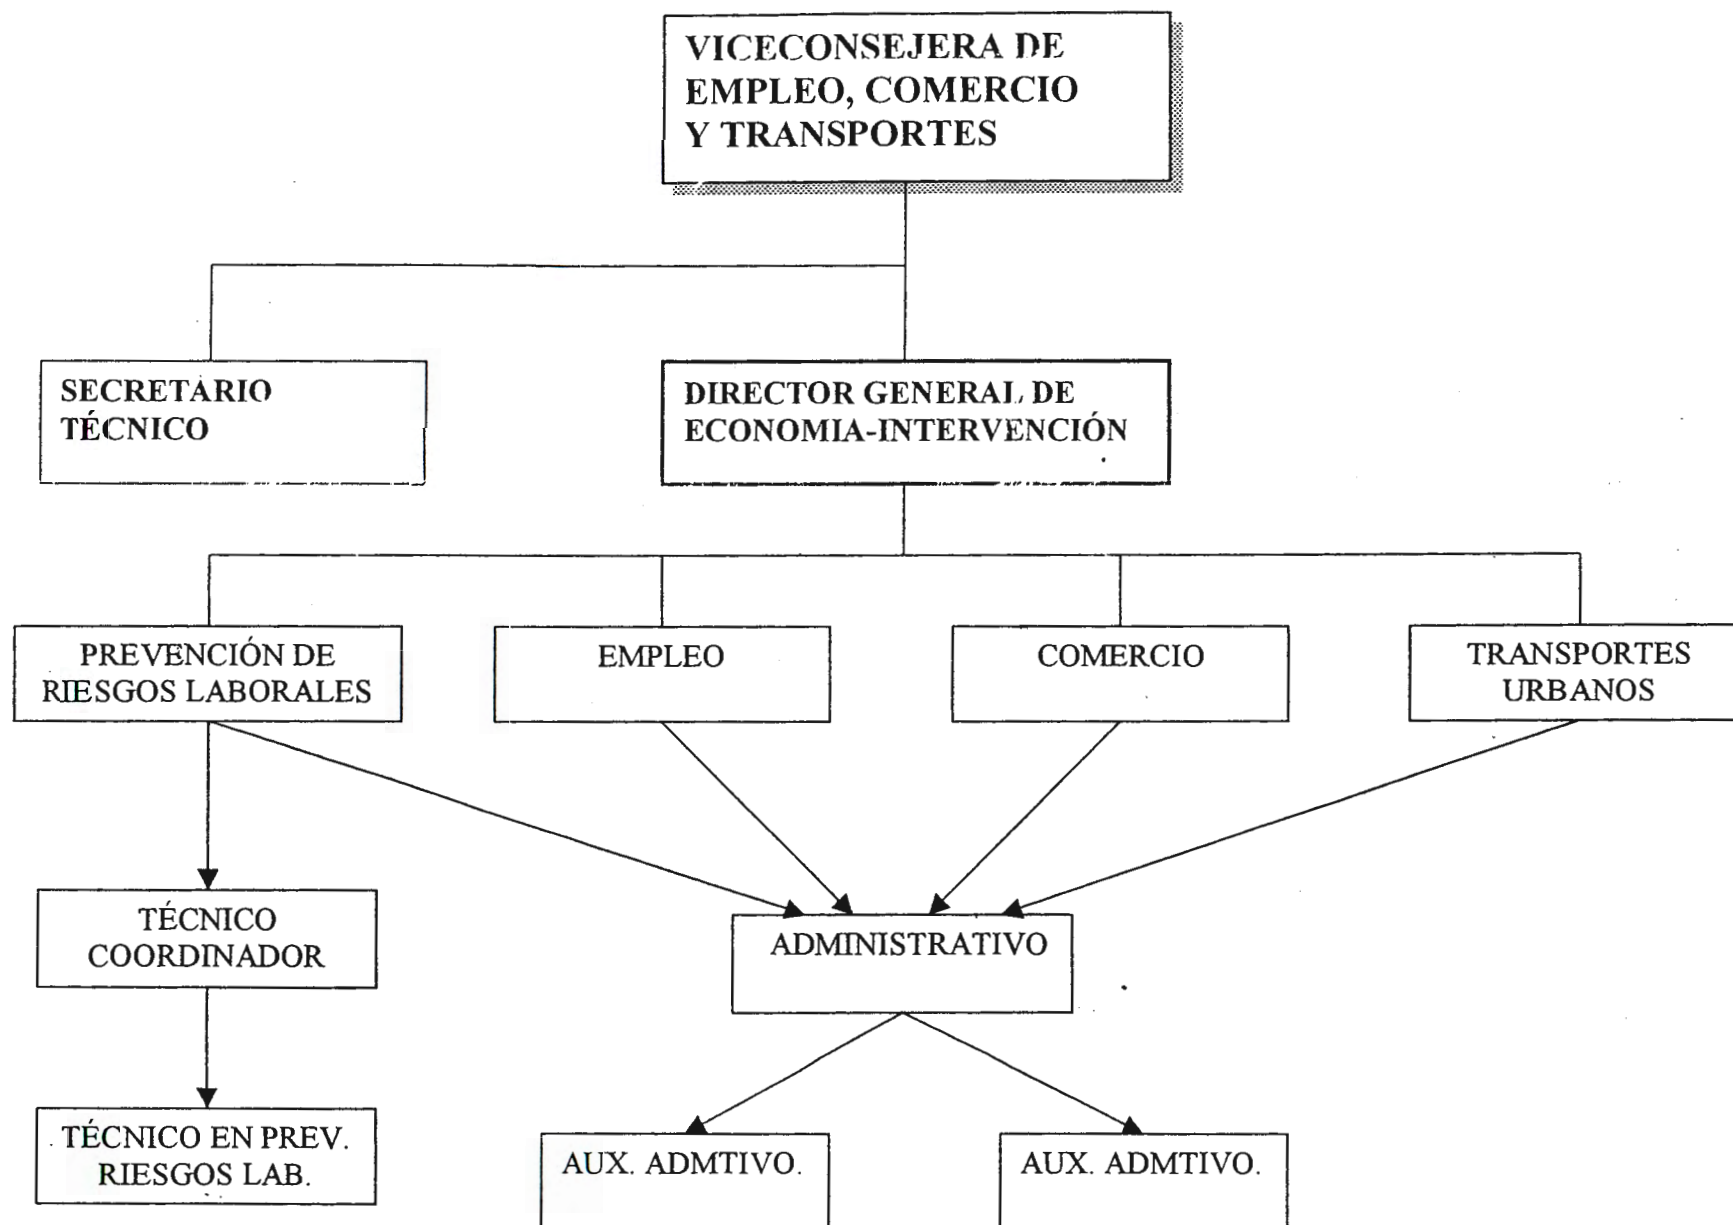 VICECONSEJERA DE
EMPLEO, COMERCIO
Y TRANSPORTES
SECRETARIO
TÉCNICO
DIRECTOR GENERAL DE
ECONOMIA-INTERVENCIÓN
PREVENCIÓN DE
RIESGOS LABORALES
EMPLEO
COMERCIO
TRANSPORTES
URBANOS
TÉCNICO
COORDINADOR
ADMINISTRATIVO
TÉCNICO EN PREV.
RIESGOS LAB.
AUX. ADMTIVO.
AUX. ADMTIVO.